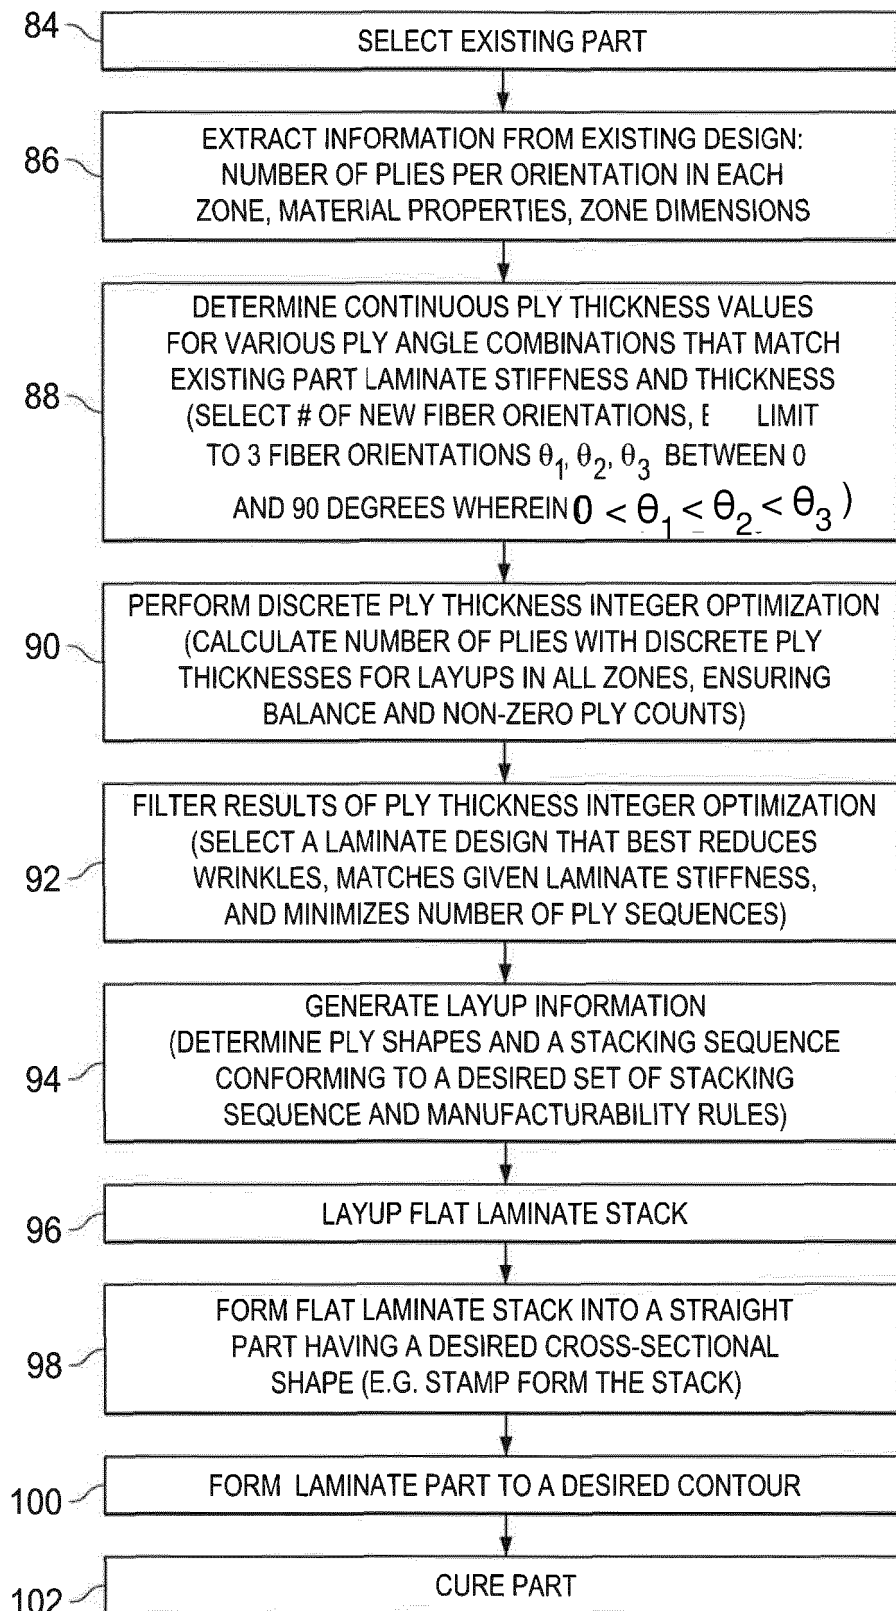 84
SELECT EXISTING PART
86
EXTRACT INFORMATION FROM EXISTING DESIGN:
NUMBER OF PLIES PER ORIENTATION IN EACH
ZONE, MATERIAL PROPERTIES, ZONE DIMENSIONS
88
DETERMINE CONTINUOUS PLY THICKNESS VALUES
FOR VARIOUS PLY ANGLE COMBINATIONS THAT MATCH
EXISTING PART LAMINATE STIFFNESS AND THICKNESS
(SELECT # OF NEW FIBER ORIENTATIONS, LIMIT
TO 3 FIBER ORIENTATIONS θ₁, θ₂, θ₃ BETWEEN 0
AND 90 DEGREES WHEREIN 0 < θ₁ < θ₂ < θ₃)
90
PERFORM DISCRETE PLY THICKNESS INTEGER OPTIMIZATION
(CALCULATE NUMBER OF PLIES WITH DISCRETE PLY
THICKNESSES FOR LAYUPS IN ALL ZONES, ENSURING
BALANCE AND NON-ZERO PLY COUNTS)
92
FILTER RESULTS OF PLY THICKNESS INTEGER OPTIMIZATION
(SELECT A LAMINATE DESIGN THAT BEST REDUCES
WRINKLES, MATCHES GIVEN LAMINATE STIFFNESS,
AND MINIMIZES NUMBER OF PLY SEQUENCES)
94
GENERATE LAYUP INFORMATION
(DETERMINE PLY SHAPES AND A STACKING SEQUENCE
CONFORMING TO A DESIRED SET OF STACKING
SEQUENCE AND MANUFACTURABILITY RULES)
96
LAYUP FLAT LAMINATE STACK
98
FORM FLAT LAMINATE STACK INTO A STRAIGHT
PART HAVING A DESIRED CROSS-SECTIONAL
SHAPE (E.G. STAMP FORM THE STACK)
100
FORM LAMINATE PART TO A DESIRED CONTOUR
102
CURE PART